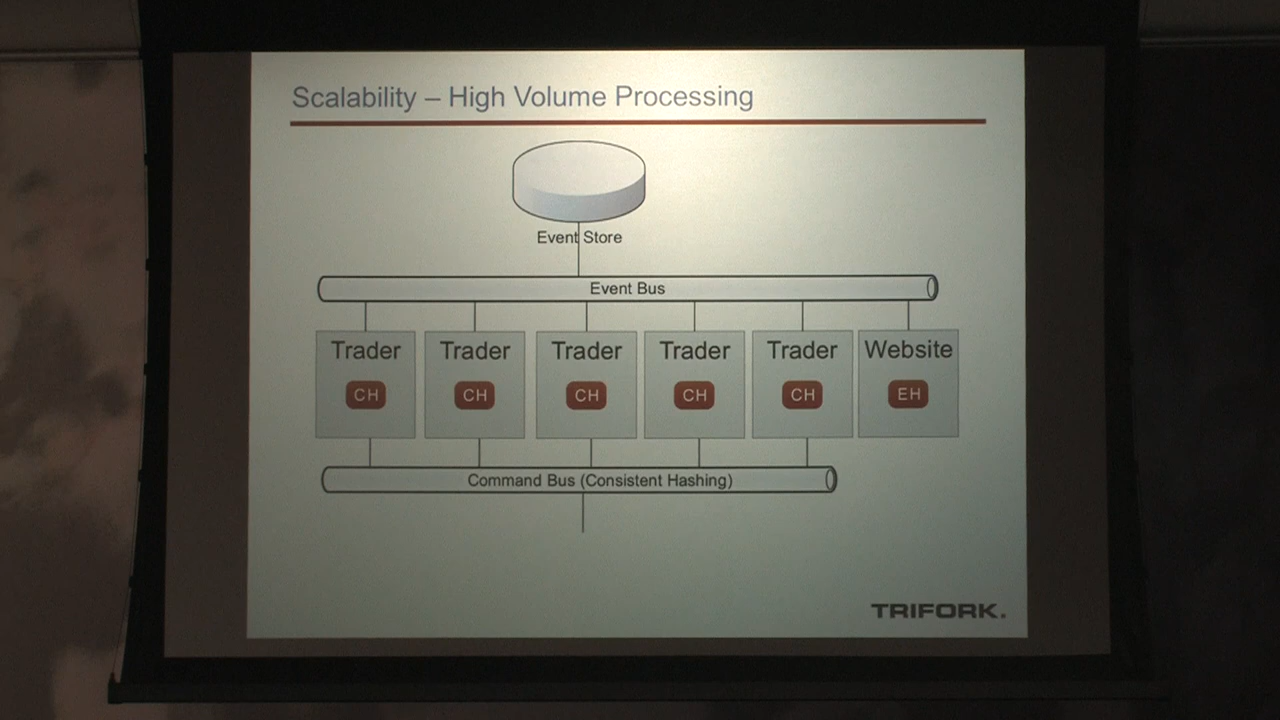 Scalability – High Volume Processing
Event Store
Event Bus
Trader Trader Trader Trader Trader Website
CH CH CH CH CH EH
Command Bus (Consistent Hashing)
TRIFORK.